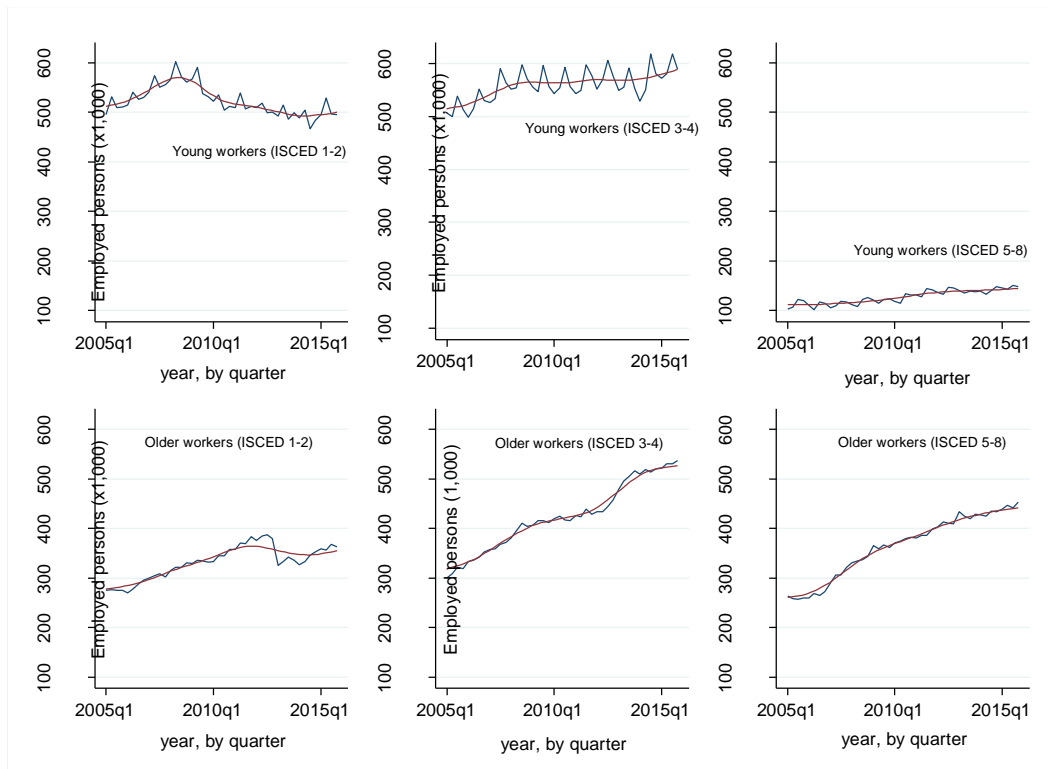 Employed persons (x1,000)
600
500
400
300
200
100
Young workers (ISCED 1-2)
2005q1 2010q1 2015q1
year, by quarter
Employed persons (x1,000)
600
500
400
300
200
100
Young workers (ISCED 3-4)
2005q1 2010q1 2015q1
year, by quarter
600
500
400
300
200
100
Young workers (ISCED 5-8)
2005q1 2010q1 2015q1
year, by quarter
Employed persons (x1,000)
600
500
400
300
200
100
Older workers (ISCED 1-2)
2005q1 2010q1 2015q1
year, by quarter
Employed persons (1,000)
600
500
400
300
200
100
Older workers (ISCED 3-4)
2005q1 2010q1 2015q1
year, by quarter
600
500
400
300
200
100
Older workers (ISCED 5-8)
2005q1 2010q1 2015q1
year, by quarter